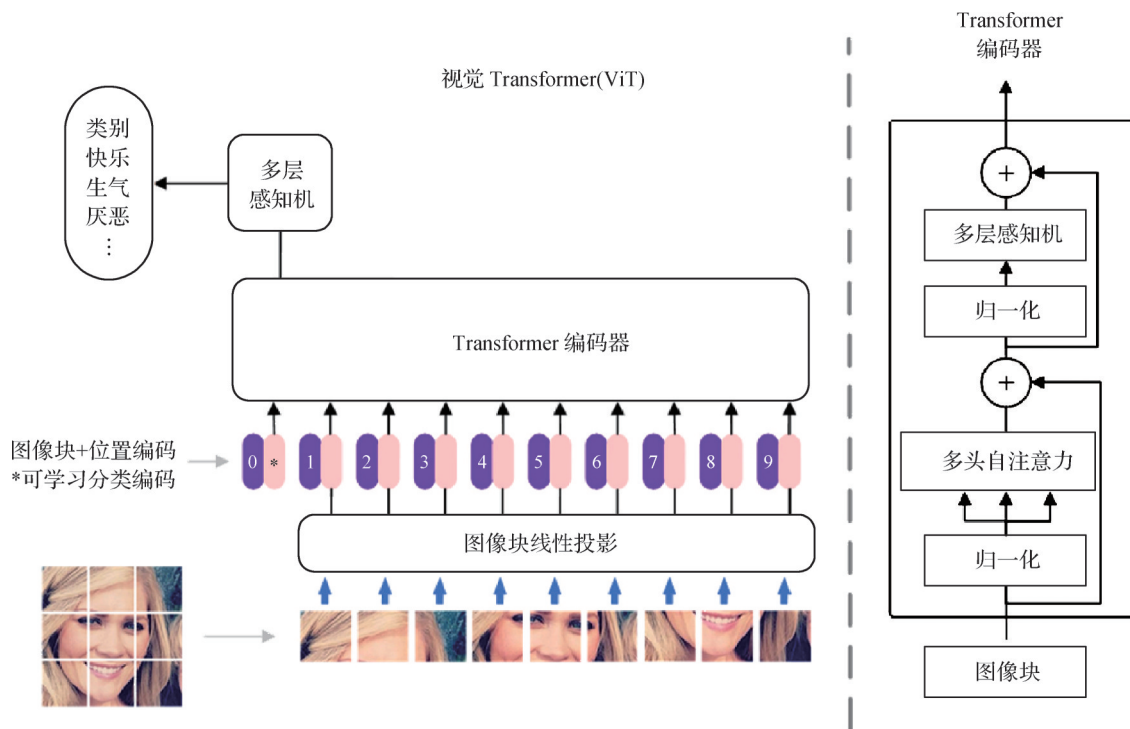 视觉 Transformer(ViT)
类别
快乐
生气
厌恶
⋮
多层
感知机
Transformer 编码器
图像块+位置编码
*可学习分类编码
0 * 1 2 3 4 5 6 7 8 9
图像块线性投影
Transformer
编码器
+
多层感知机
归一化
+
多头自注意力
归一化
图像块